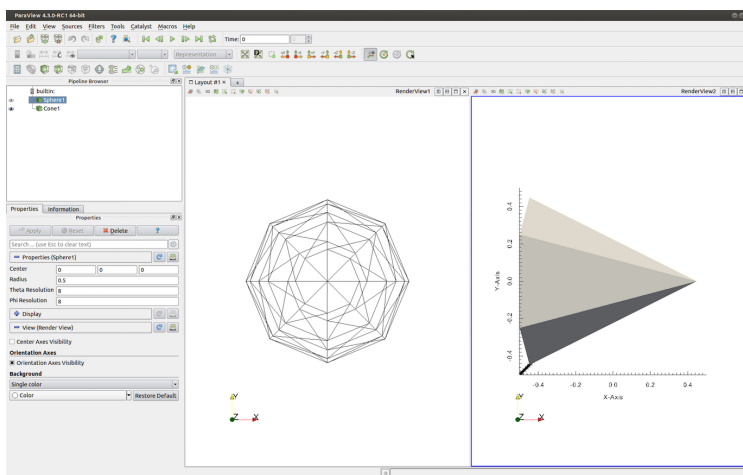 ParaView 4.3.0-RC1 64-bit
File Edit View Sources Filters Tools Catalyst Macros Help
Time: 0
Representation
Pipeline Browser
builtin:
Sphere1
Cone1
Layout #1 × +
RenderView1
RenderView2
Properties Information
Properties
Apply Reset Delete ?
Search ... (use Esc to clear text)
Properties (Sphere1)
Center 0 0 0
Radius 0.5
Theta Resolution 8
Phi Resolution 8
Display
View (Render View)
Center Axes Visibility
Orientation Axes
Orientation Axes Visibility
Background
Single color
Color Restore Default
Y
Z X
Y-Axis
0.4
0.2
0.0
-0.2
-0.4
-0.4 -0.2 0.0 0.2 0.4
X-Axis
Y
Z X